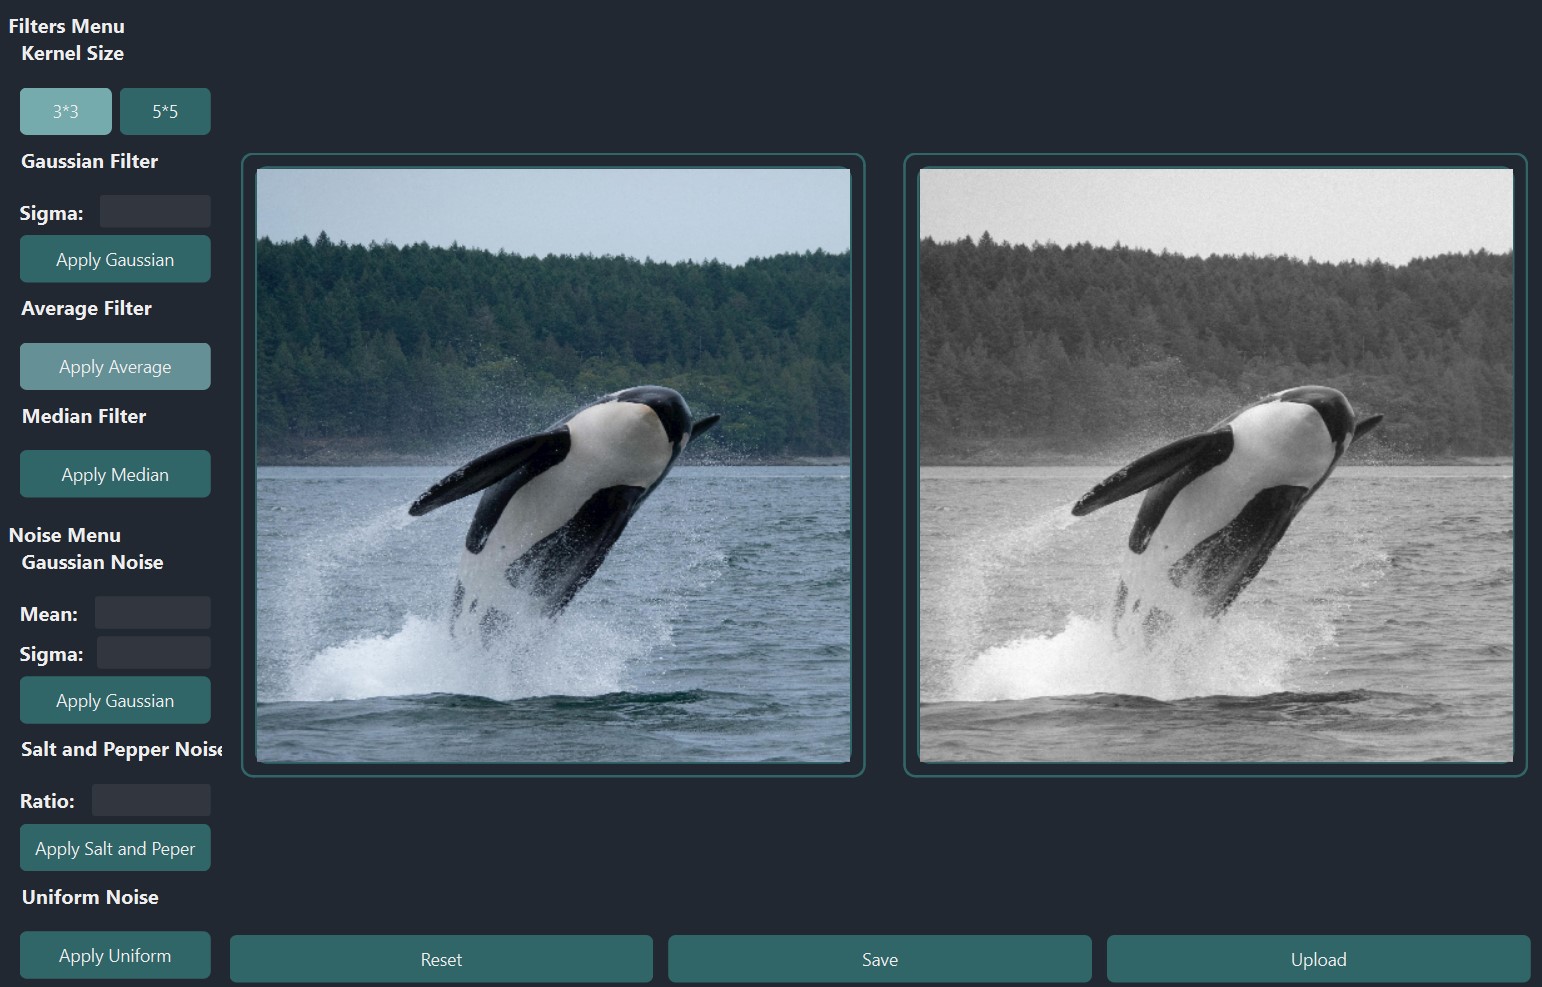 Filters Menu
Kernel Size
3*3 5*5
Gaussian Filter
Sigma:
Apply Gaussian
Average Filter
Apply Average
Median Filter
Apply Median
Noise Menu
Gaussian Noise
Mean:
Sigma:
Apply Gaussian
Salt and Pepper Noise
Ratio:
Apply Salt and Peper
Uniform Noise
Apply Uniform
Reset Save Upload